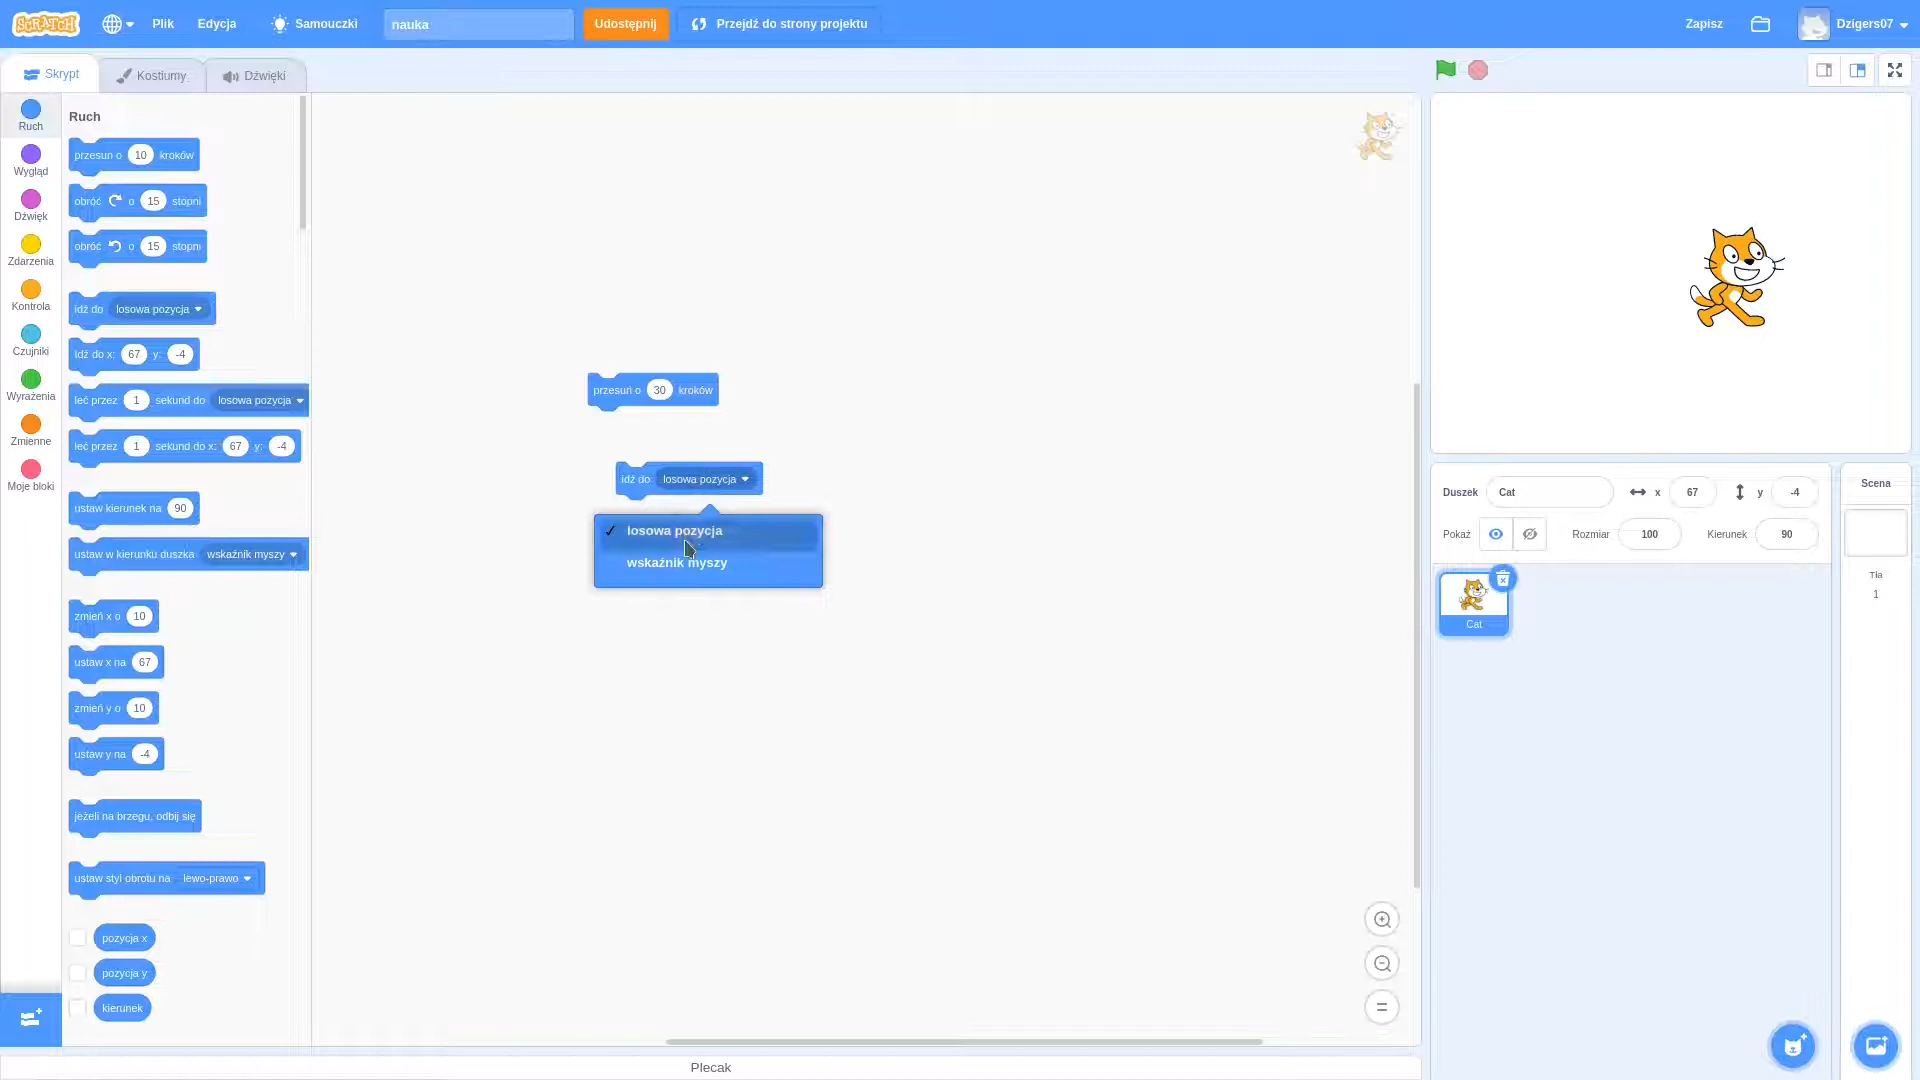 SCRATCH
Plik
Edycja
Samouczki
nauka
Udostępnij
Przejdź do strony projektu
Zapisz
Dzigers07
Skrypt
Kostiumy
Dźwięki
Ruch
Wygląd
Dźwięk
Zdarzenia
Kontrola
Czujniki
Wyrażenia
Zmienne
Moje bloki
Ruch
przesuń o 10 kroków
obróć o 15 stopni
obróć o 15 stopni
idź do losowa pozycja
Idź do x: 67 y: -4
leć przez 1 sekund do losowa pozycja
leć przez 1 sekund do x: 67 y: -4
ustaw kierunek na 90
ustaw w kierunku duszka wskaźnik myszy
zmień x o 10
ustaw x na 67
zmień y o 10
ustaw y na -4
jeżeli na brzegu, odbij się
ustaw styl obrotu na lewo-prawo
pozycja x
pozycja y
kierunek
przesuń o 30 kroków
idź do losowa pozycja
✓ losowa pozycja
wskaźnik myszy
Plecak
Duszek Cat x 67 y -4
Pokaż Rozmiar 100 Kierunek 90
Cat
Scena
Tła
1